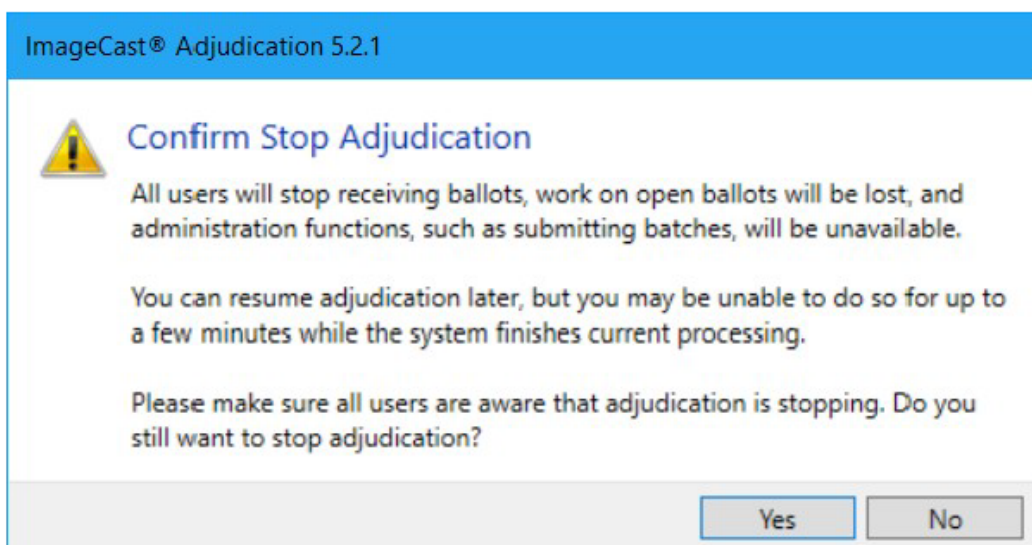 ImageCast® Adjudication 5.2.1
Confirm Stop Adjudication
All users will stop receiving ballots, work on open ballots will be lost, and
administration functions, such as submitting batches, will be unavailable.
You can resume adjudication later, but you may be unable to do so for up to
a few minutes while the system finishes current processing.
Please make sure all users are aware that adjudication is stopping. Do you
still want to stop adjudication?
Yes No